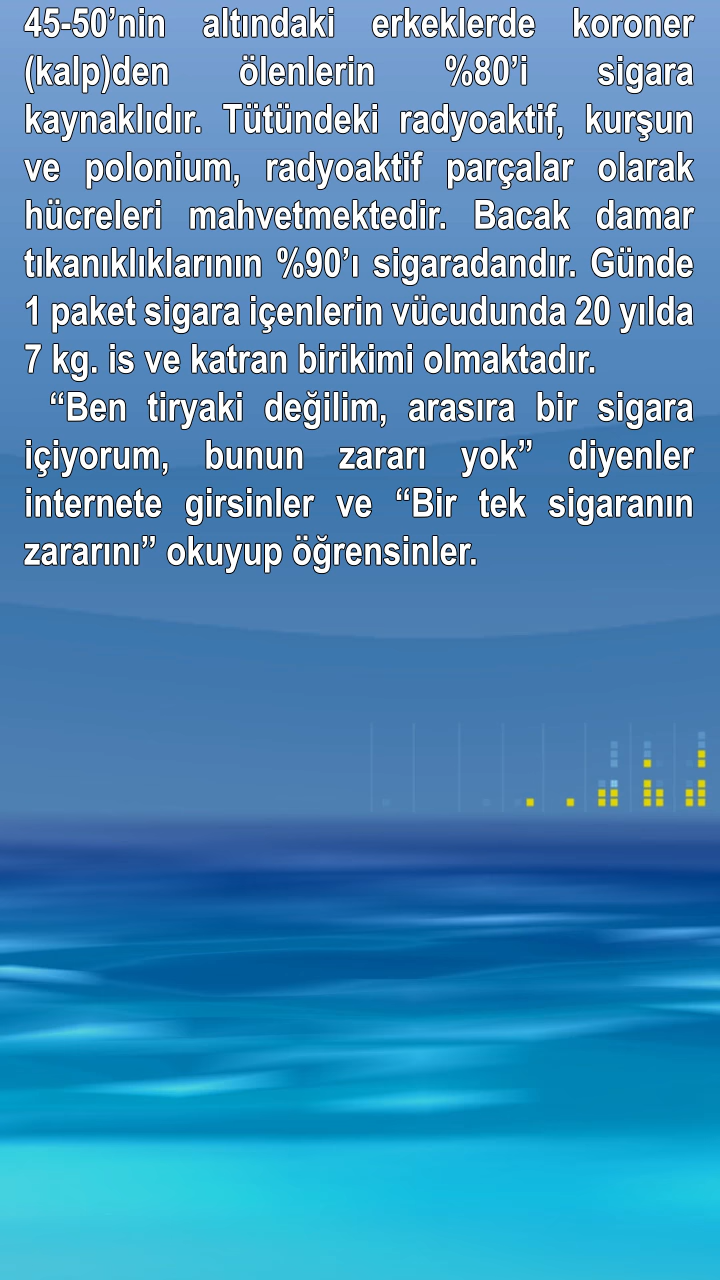 45-50’nin altındaki erkeklerde koroner
(kalp)den ölenlerin %80’i sigara
kaynaklıdır. Tütündeki radyoaktif, kurşun
ve polonium, radyoaktif parçalar olarak
hücreleri mahvetmektedir. Bacak damar
tıkanıklıklarının %90’ı sigaradandır. Günde
1 paket sigara içenlerin vücudunda 20 yılda
7 kg. is ve katran birikimi olmaktadır.
“Ben tiryaki değilim, arasıra bir sigara
içiyorum, bunun zararı yok” diyenler
internete girsinler ve “Bir tek sigaranın
zararını” okuyup öğrensinler.